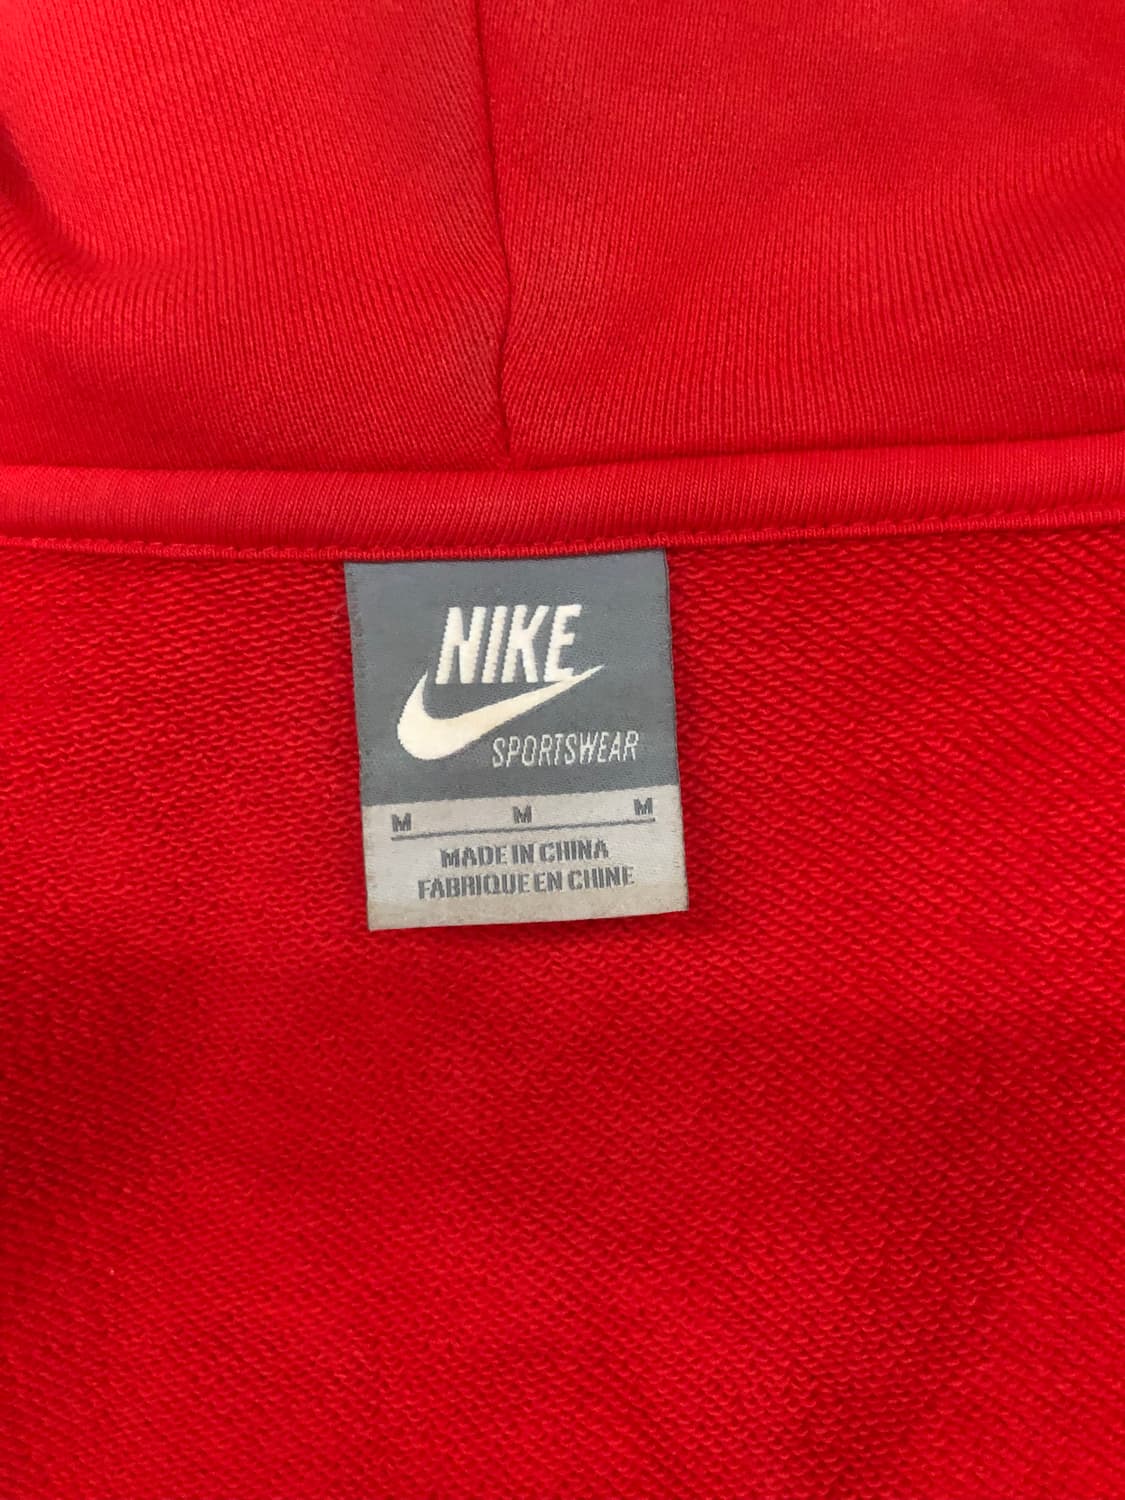 NIKE
SPORTSWEAR
M M M
MADE IN CHINA
FABRIQUE EN CHINE